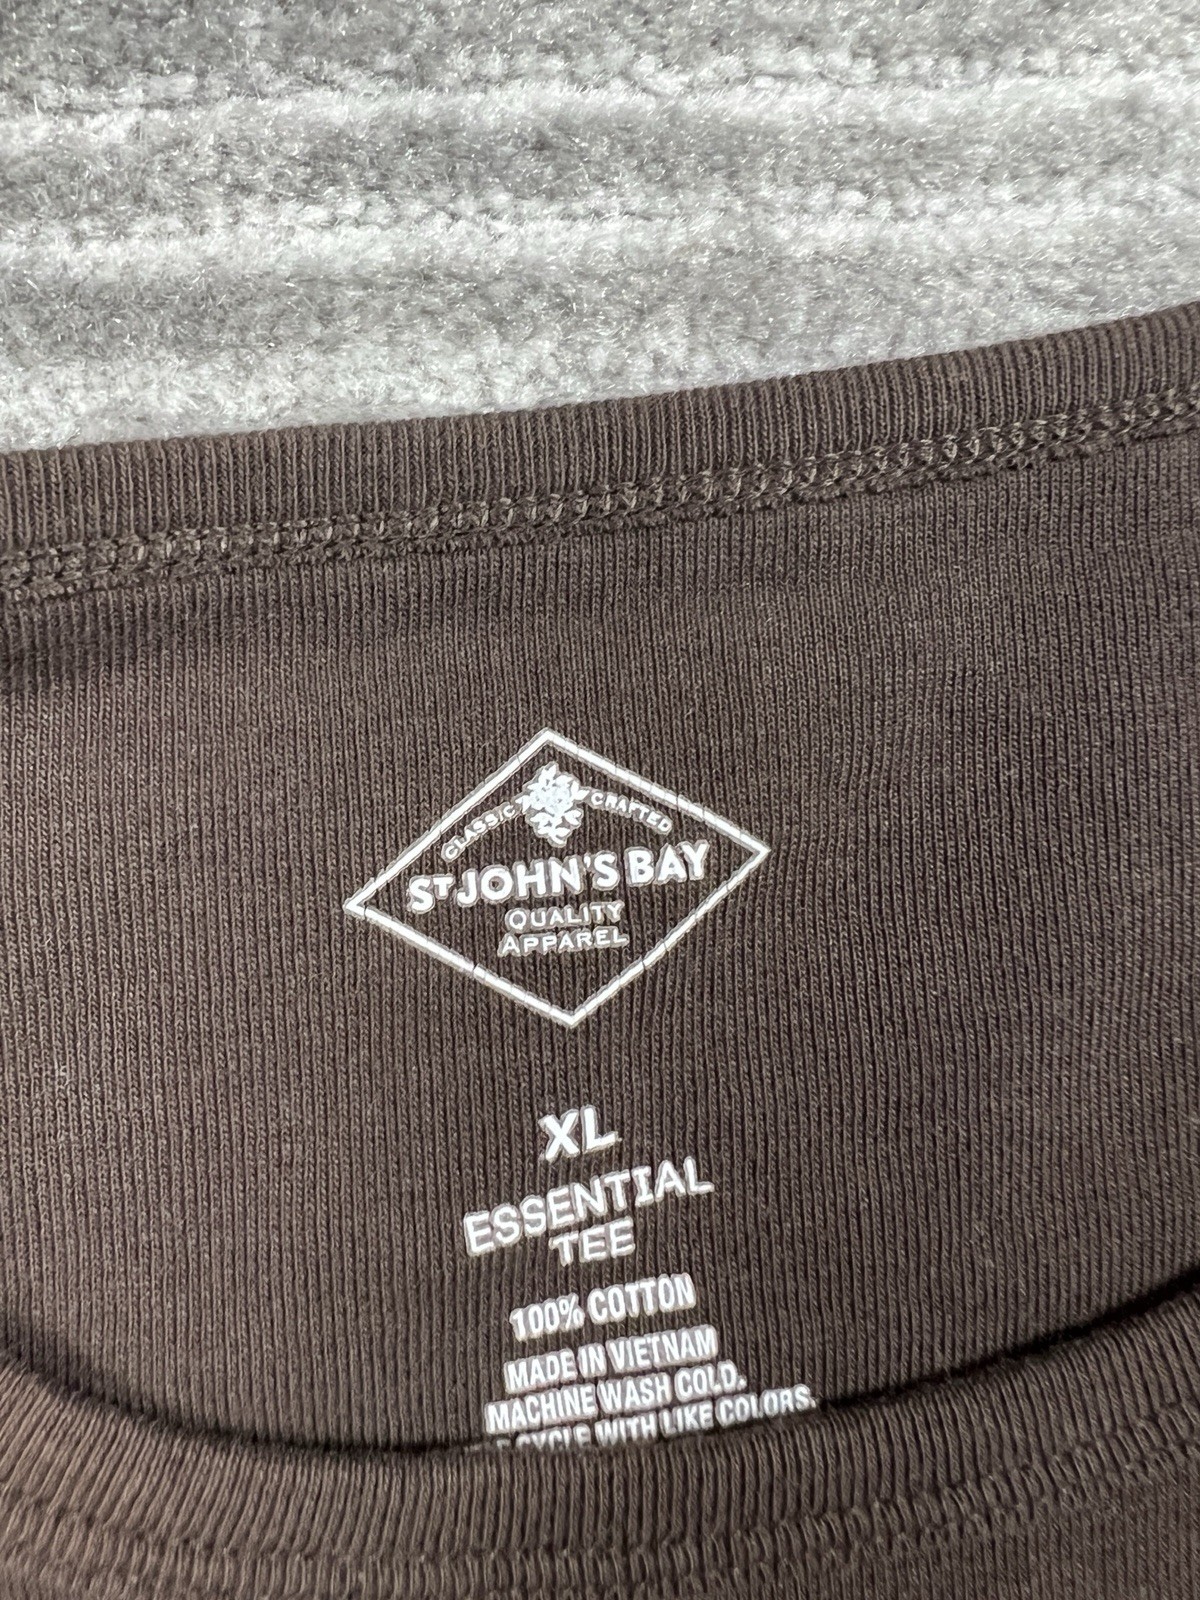 CLASSIC CRAFTED
ST JOHN'S BAY
QUALITY
APPAREL
XL
ESSENTIAL
TEE
100% COTTON
MADE IN VIETNAM
MACHINE WASH COLD.
CYCLE WITH LIKE COLORS.